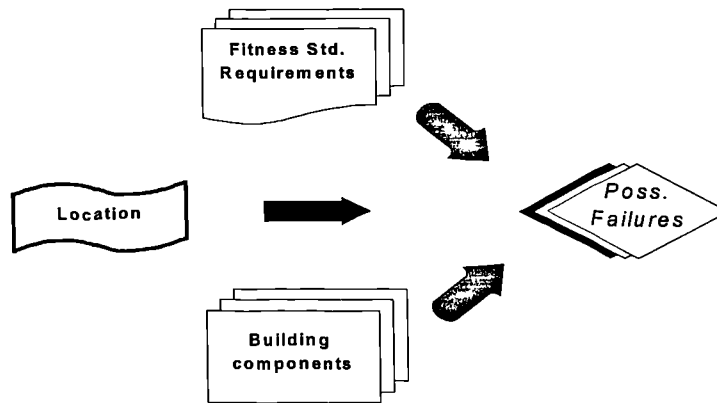 Fitness Std.
Requirements
Location
Poss.
Failures
Building
components